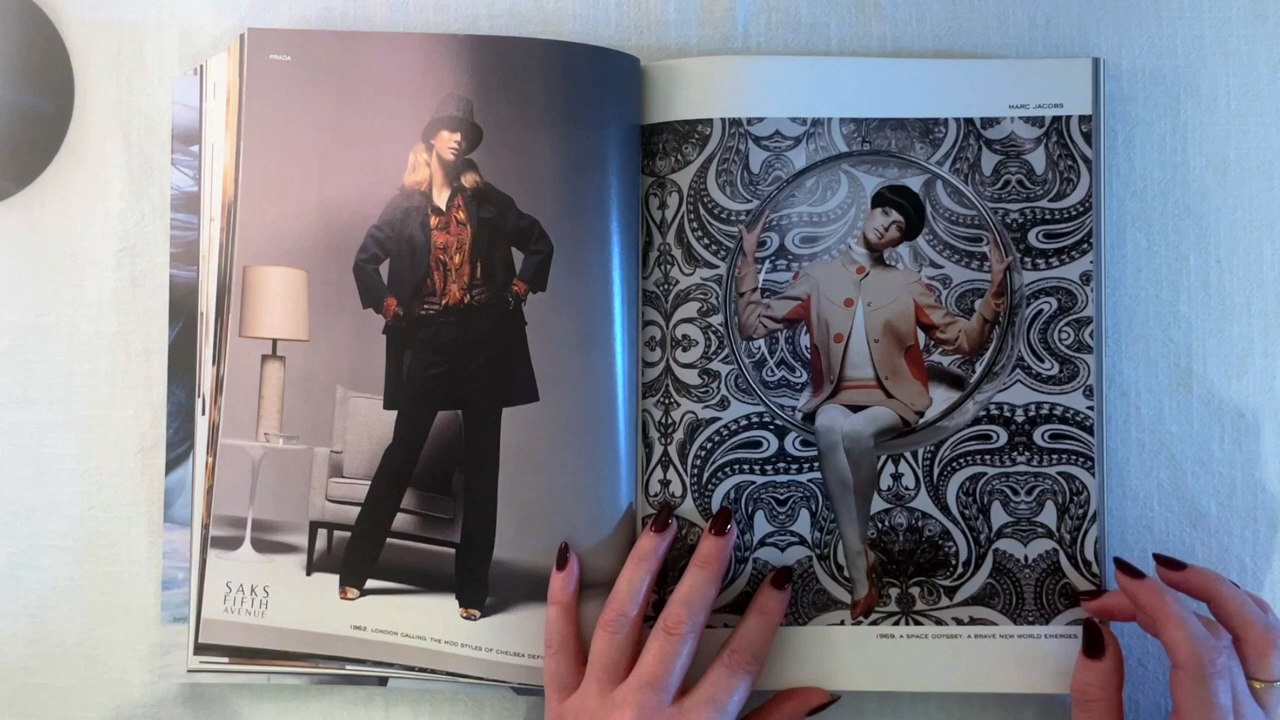 PRADA
SAKS
FIFTH
AVENUE
1962. LONDON CALLING. THE MOD STYLES OF CHELSEA
MARC JACOBS
1969. A SPACE ODYSSEY. A BRAVE NEW WORLD EMERGES.